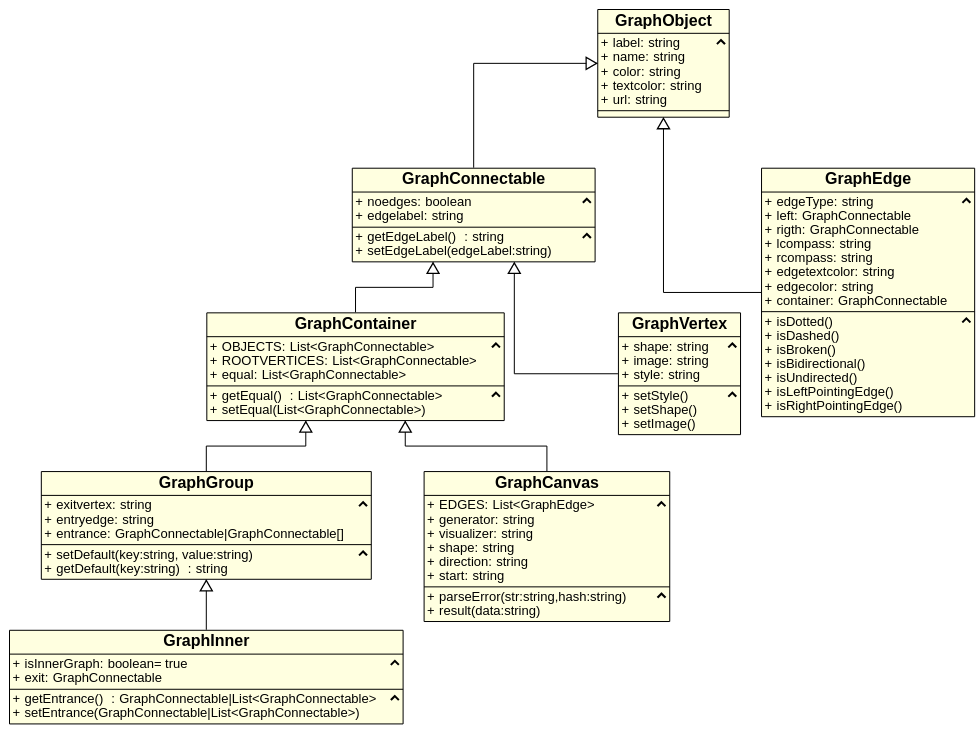 GraphObject
+ label: string
+ name: string
+ color: string
+ textcolor: string
+ url: string
GraphConnectable
+ noedges: boolean
+ edgelabel: string
+ getEdgeLabel() : string
+ setEdgeLabel(edgeLabel:string)
GraphEdge
+ edgeType: string
+ left: GraphConnectable
+ rigth: GraphConnectable
+ lcompass: string
+ rcompass: string
+ edgetextcolor: string
+ edgecolor: string
+ container: GraphConnectable
+ isDotted()
+ isDashed()
+ isBroken()
+ isBidirectional()
+ isUndirected()
+ isLeftPointingEdge()
+ isRightPointingEdge()
GraphContainer
+ OBJECTS: List<GraphConnectable>
+ ROOTVERTICES: List<GraphConnectable>
+ equal: List<GraphConnectable>
+ getEqual() : List<GraphConnectable>
+ setEqual(List<GraphConnectable>)
GraphVertex
+ shape: string
+ image: string
+ style: string
+ setStyle()
+ setShape()
+ setImage()
GraphGroup
+ exitvertex: string
+ entryedge: string
+ entrance: GraphConnectable|GraphConnectable[]
+ setDefault(key:string, value:string)
+ getDefault(key:string) : string
GraphCanvas
+ EDGES: List<GraphEdge>
+ generator: string
+ visualizer: string
+ shape: string
+ direction: string
+ start: string
+ parseError(str:string,hash:string)
+ result(data:string)
GraphInner
+ isInnerGraph: boolean= true
+ exit: GraphConnectable
+ getEntrance() : GraphConnectable|List<GraphConnectable>
+ setEntrance(GraphConnectable|List<GraphConnectable>)